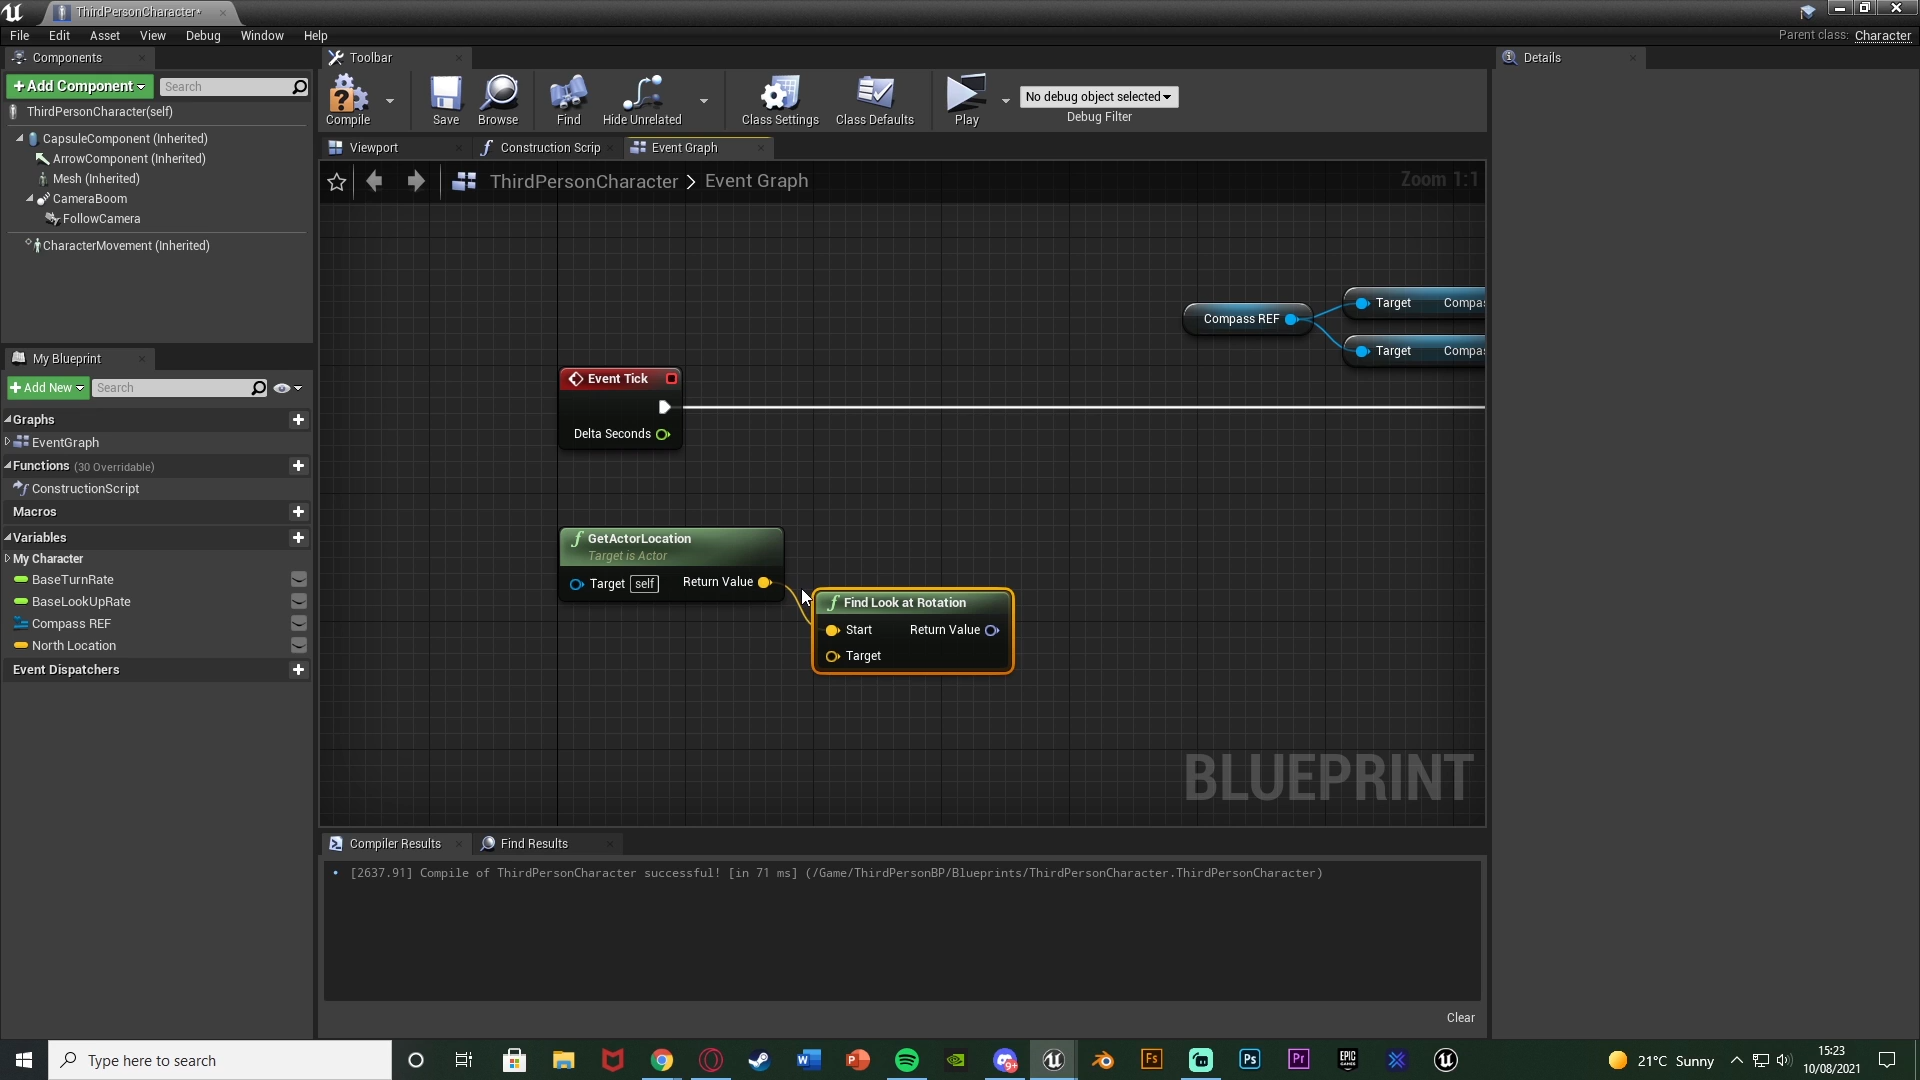 ThirdPersonCharacter*
File Edit Asset View Debug Window Help
Parent class: Character
Components
+ Add Component
Search
ThirdPersonCharacter(self)
CapsuleComponent (Inherited)
ArrowComponent (Inherited)
Mesh (Inherited)
CameraBoom
FollowCamera
CharacterMovement (Inherited)
My Blueprint
+ Add New
Search
Graphs
EventGraph
Functions (30 Overridable)
ConstructionScript
Macros
Variables
My Character
BaseTurnRate
BaseLookUpRate
Compass REF
North Location
Event Dispatchers
Toolbar
Compile
Save
Browse
Find
Hide Unrelated
Class Settings
Class Defaults
Play
No debug object selected
Debug Filter
Viewport
Construction Scrip
Event Graph
ThirdPersonCharacter > Event Graph
Zoom 1:1
Compass REF
Target Compa
Target Compa
Event Tick
Delta Seconds
GetActorLocation
Target is Actor
Target self Return Value
Find Look at Rotation
Start Return Value
Target
BLUEPRINT
Compiler Results
Find Results
[2637.91] Compile of ThirdPersonCharacter successful! [in 71 ms] (/Game/ThirdPersonBP/Blueprints/ThirdPersonCharacter.ThirdPersonCharacter)
Clear
Details
Type here to search
21°C Sunny
15:23
10/08/2021